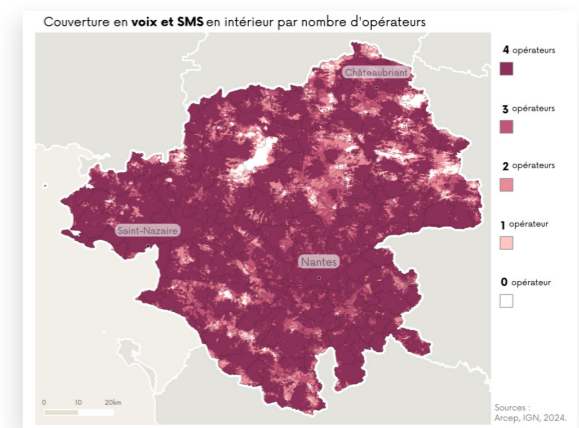 Couverture en voix et SMS en intérieur par nombre d'opérateurs
Châteaubriant
Saint-Nazaire
Nantes
4 opérateurs
3 opérateurs
2 opérateurs
1 opérateur
0 opérateur
0 10 20km
Sources :
Arcep, IGN, 2024.